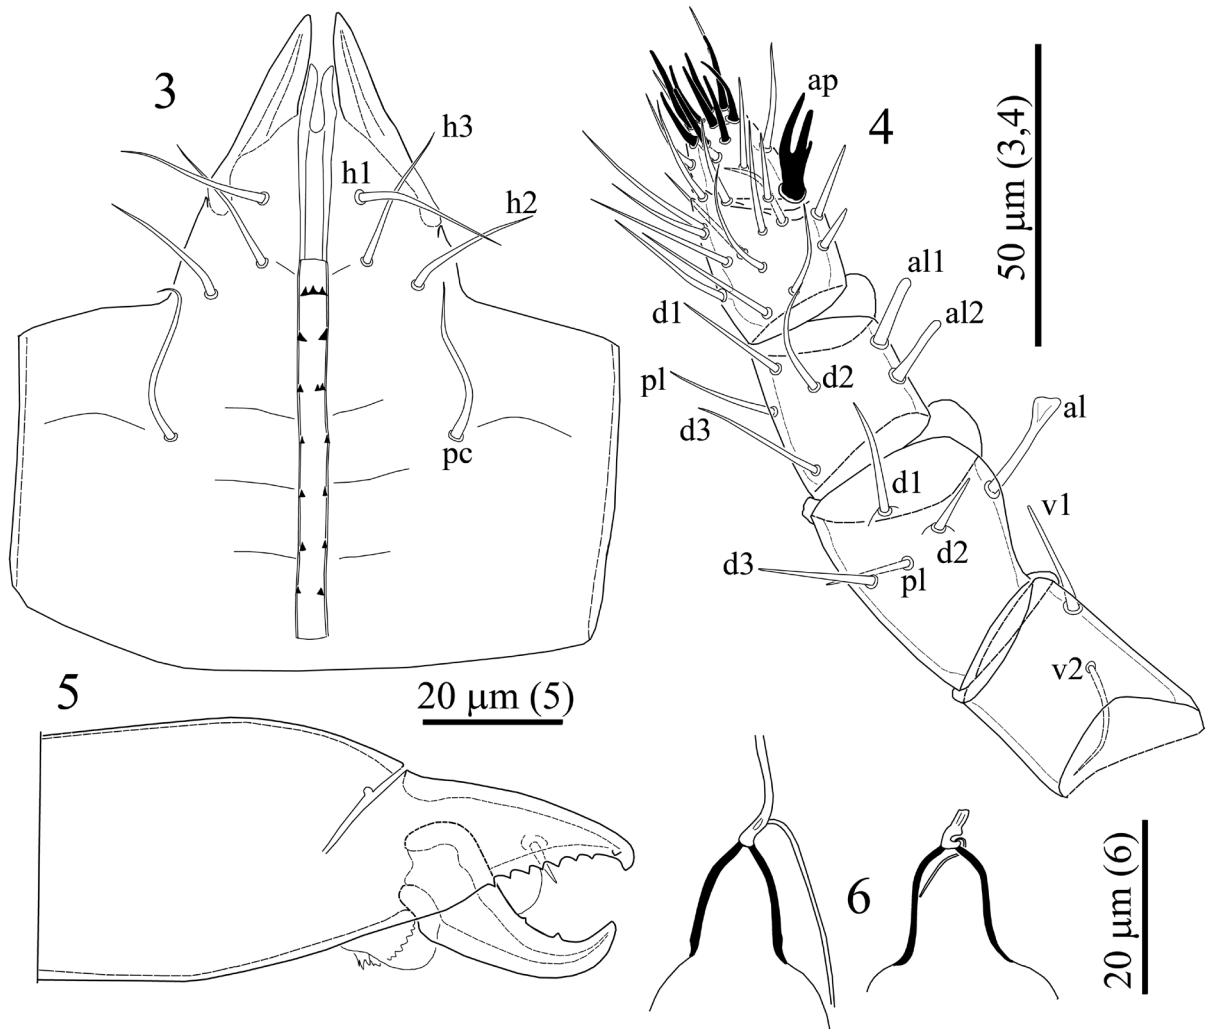 3
h3
h1
h2
pc
ap
4
50 μm (3,4)
al1
al2
d1
d2
pl
d3
al
d1
v1
d2
d3
pl
v2
5
20 μm (5)
6
20 μm (6)